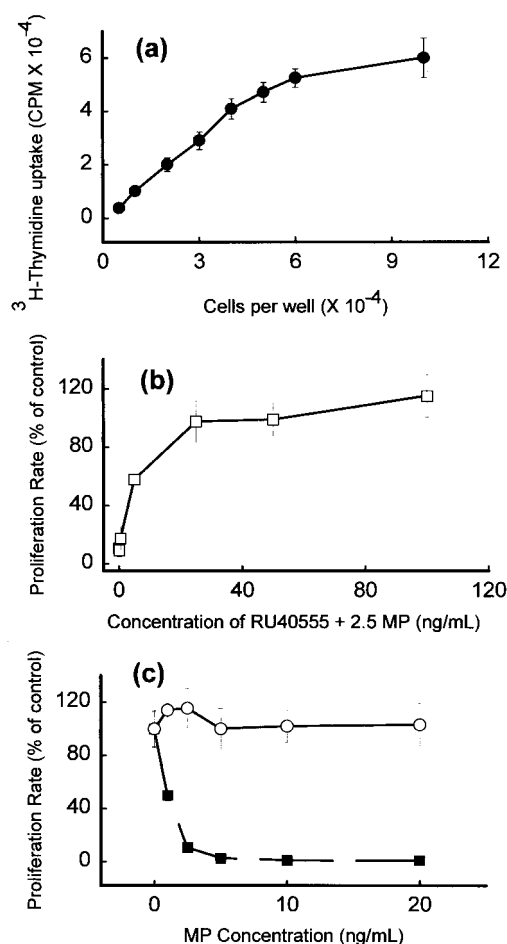 (a)
³H-Thymidine uptake (CPM X 10⁻⁴)
6
4
2
0
0 3 6 9 12
Cells per well (X 10⁻⁴)
(b)
Proliferation Rate (% of control)
120
80
40
0
0 40 80 120
Concentration of RU40555 + 2.5 MP (ng/mL)
(c)
Proliferation Rate (% of control)
120
80
40
0
0 10 20
MP Concentration (ng/mL)